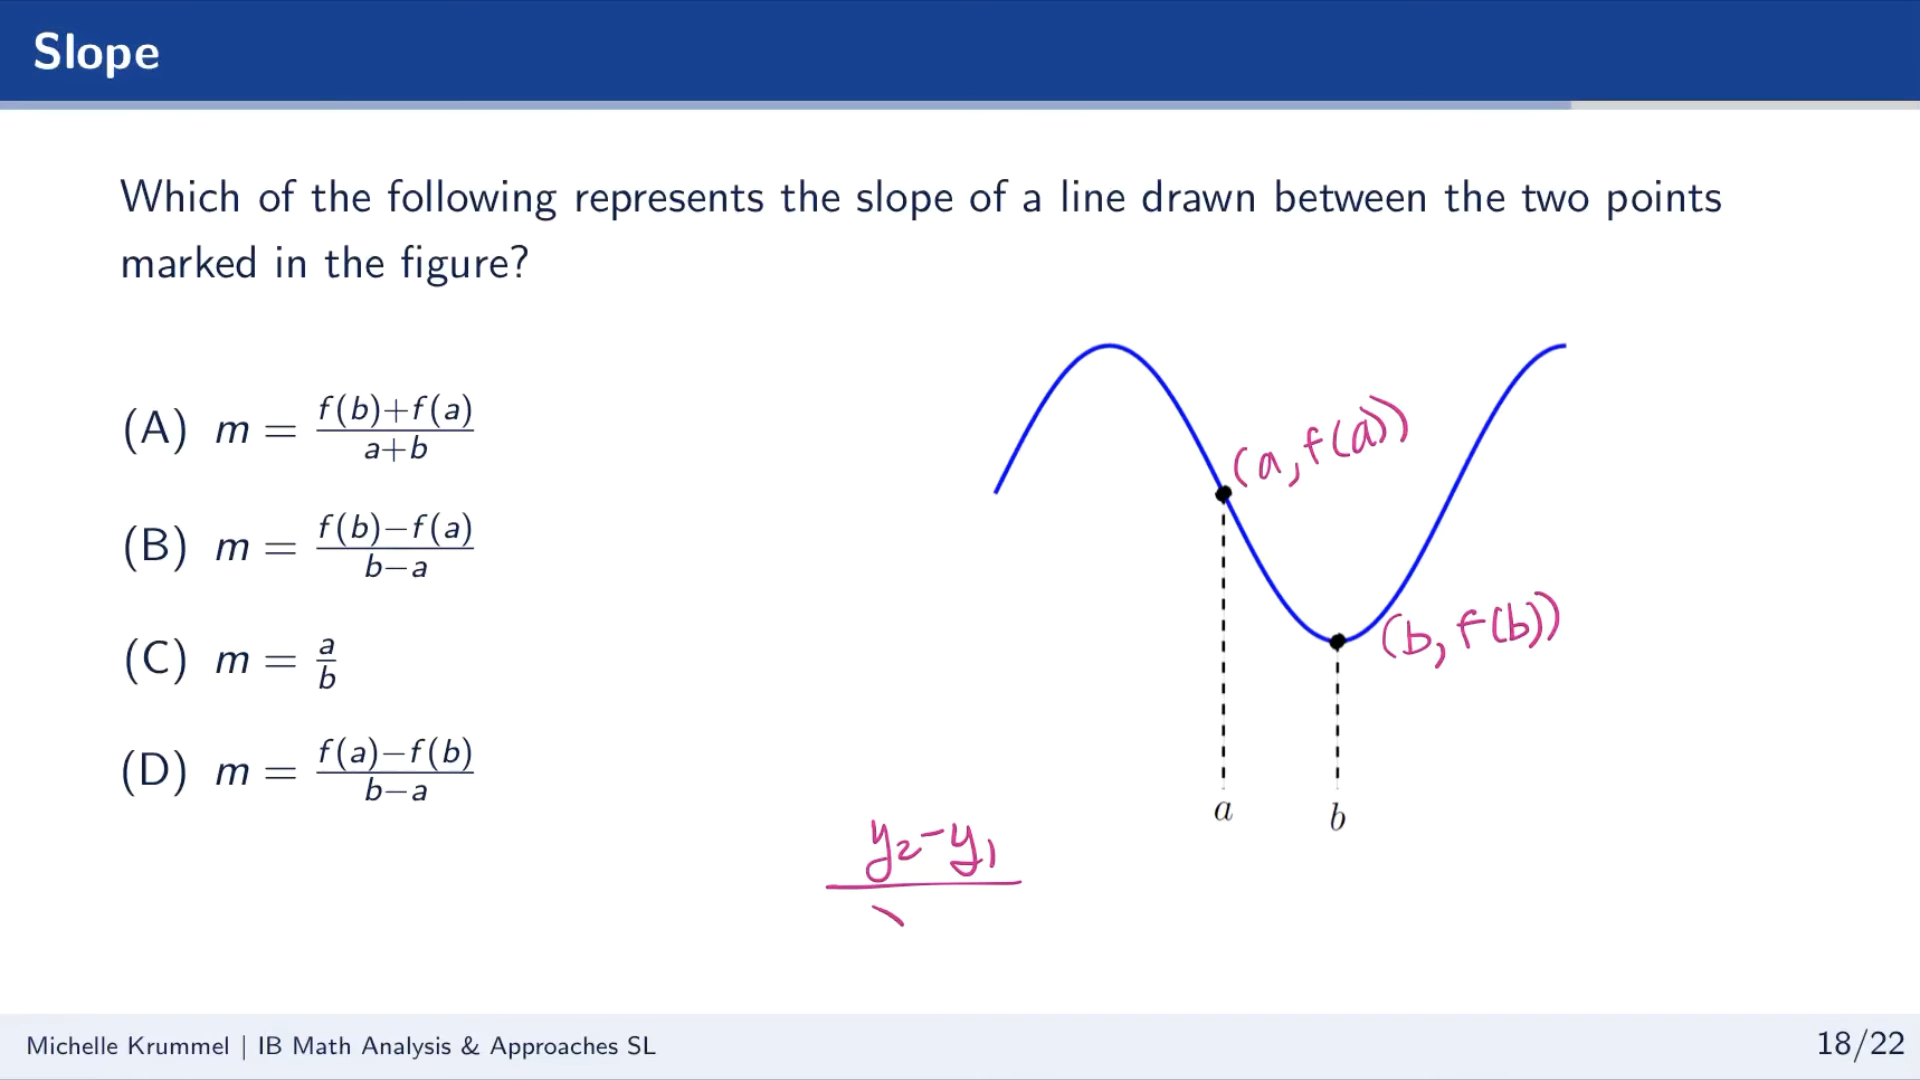 Slope
Which of the following represents the slope of a line drawn between the two points
marked in the figure?
(A) m = f(b)+f(a) / a+b
(B) m = f(b)−f(a) / b−a
(C) m = a / b
(D) m = f(a)−f(b) / b−a
(a, f(a))
(b, f(b))
a
b
y₂-y₁
Michelle Krummel | IB Math Analysis & Approaches SL
18/22